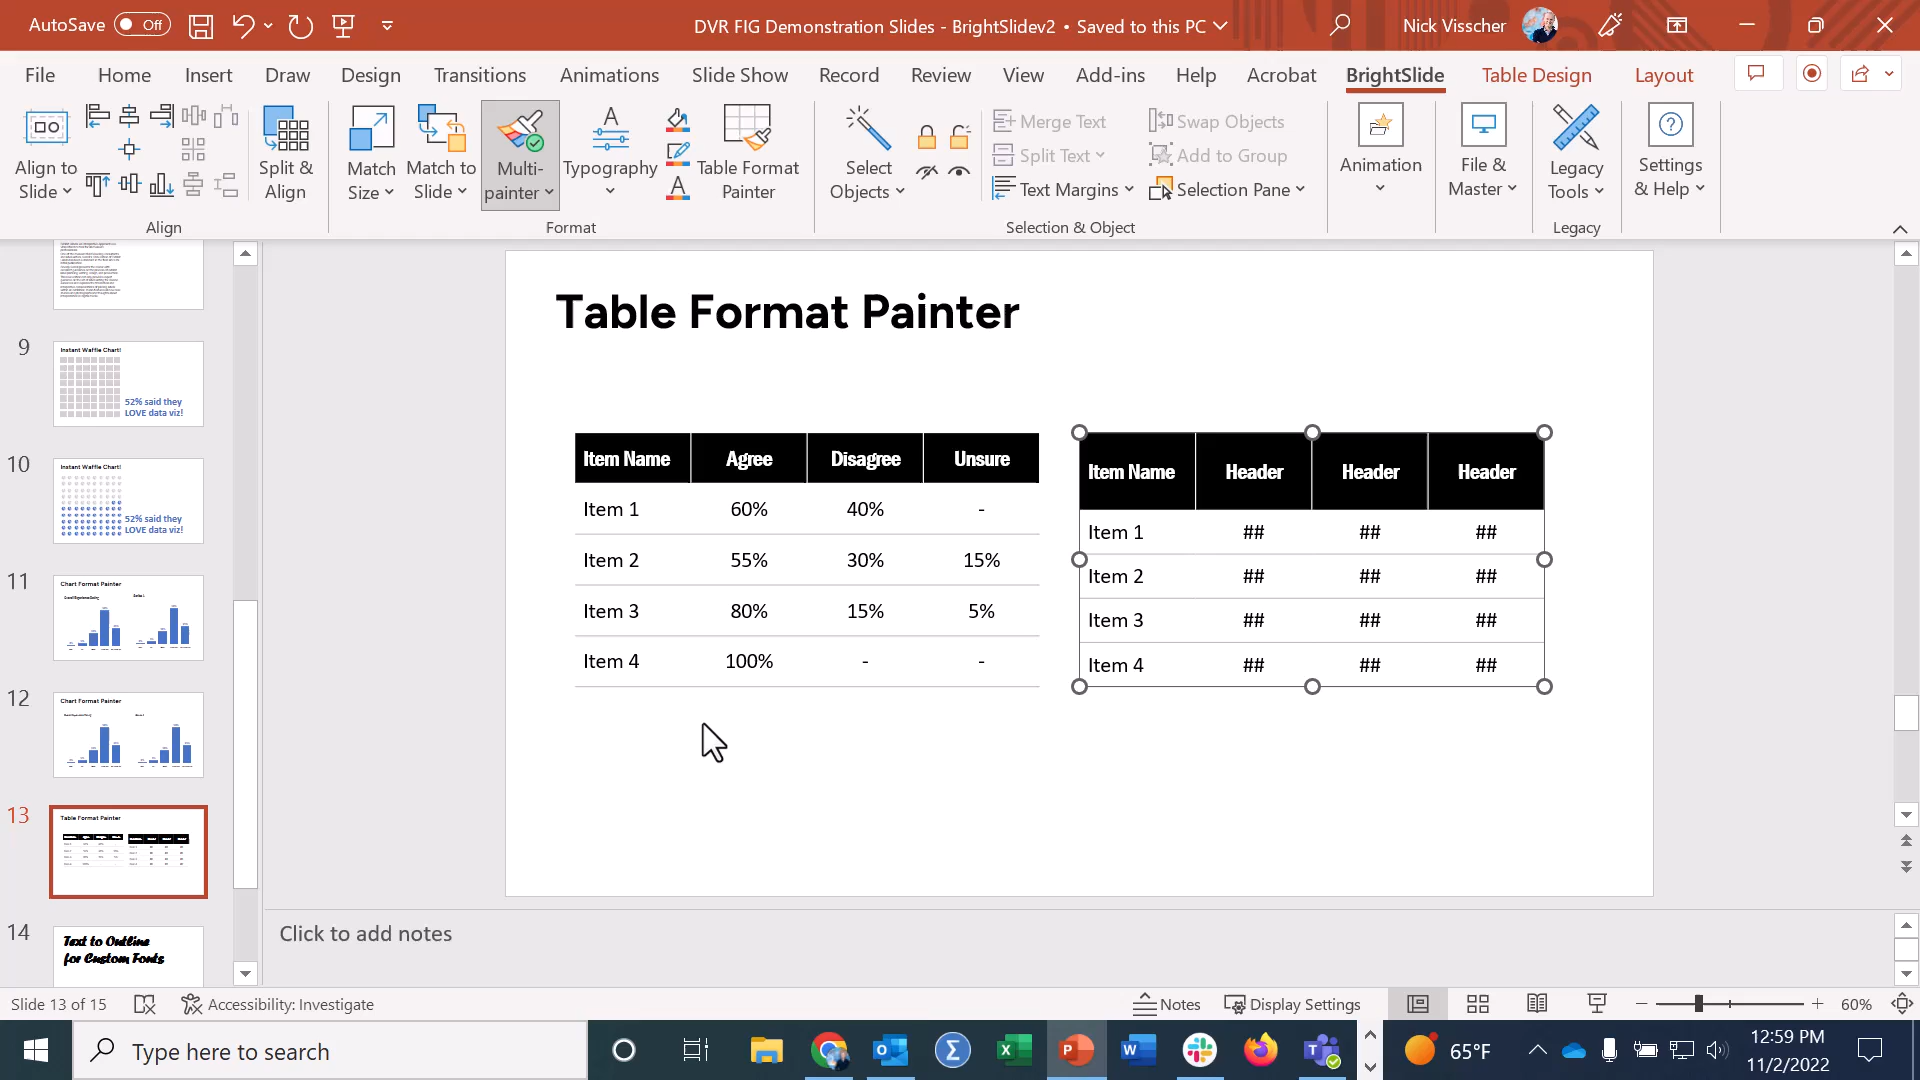 AutoSave Off
DVR FIG Demonstration Slides - BrightSlidev2 • Saved to this PC
Nick Visscher
File Home Insert Draw Design Transitions Animations Slide Show Record Review View Add-ins Help Acrobat BrightSlide Table Design Layout
Align to
Slide
Split &
Align
Align
Match
Size
Match to
Slide
Multi-
painter
Typography
Table Format
Painter
Format
Select
Objects
Merge Text
Split Text
Text Margins
Swap Objects
Add to Group
Selection Pane
Selection & Object
Animation
File &
Master
Legacy
Tools
Legacy
Settings
& Help
9
Instant Waffle Chart!
52% said they
LOVE data viz!
10
Instant Waffle Chart!
52% said they
LOVE data viz!
11
Chart Format Painter
12
Chart Format Painter
13
Table Format Painter
14
Text to Outline
for Custom Fonts
Table Format Painter
Item Name Agree Disagree Unsure
Item 1 60% 40% -
Item 2 55% 30% 15%
Item 3 80% 15% 5%
Item 4 100% - -
Item Name Header Header Header
Item 1 ## ## ##
Item 2 ## ## ##
Item 3 ## ## ##
Item 4 ## ## ##
Click to add notes
Slide 13 of 15
Accessibility: Investigate
Notes
Display Settings
60%
Type here to search
65°F
12:59 PM
11/2/2022